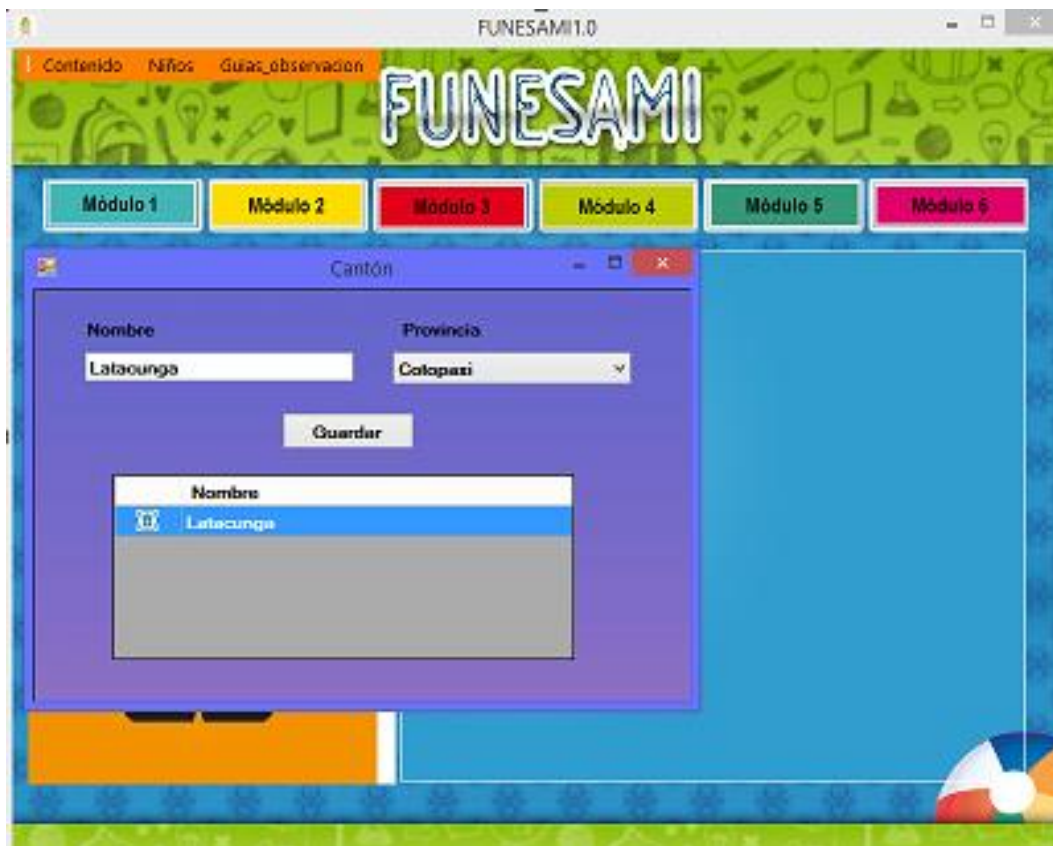 FUNESAMI1.0
Contenido Niños Guias_observacion
FUNESAMI
Módulo 1 Módulo 2 Módulo 3 Módulo 4 Módulo 5 Módulo 6
Cantón
Nombre Provincia
Latacunga Cotopaxi
Guardar
Nombre
Latacunga